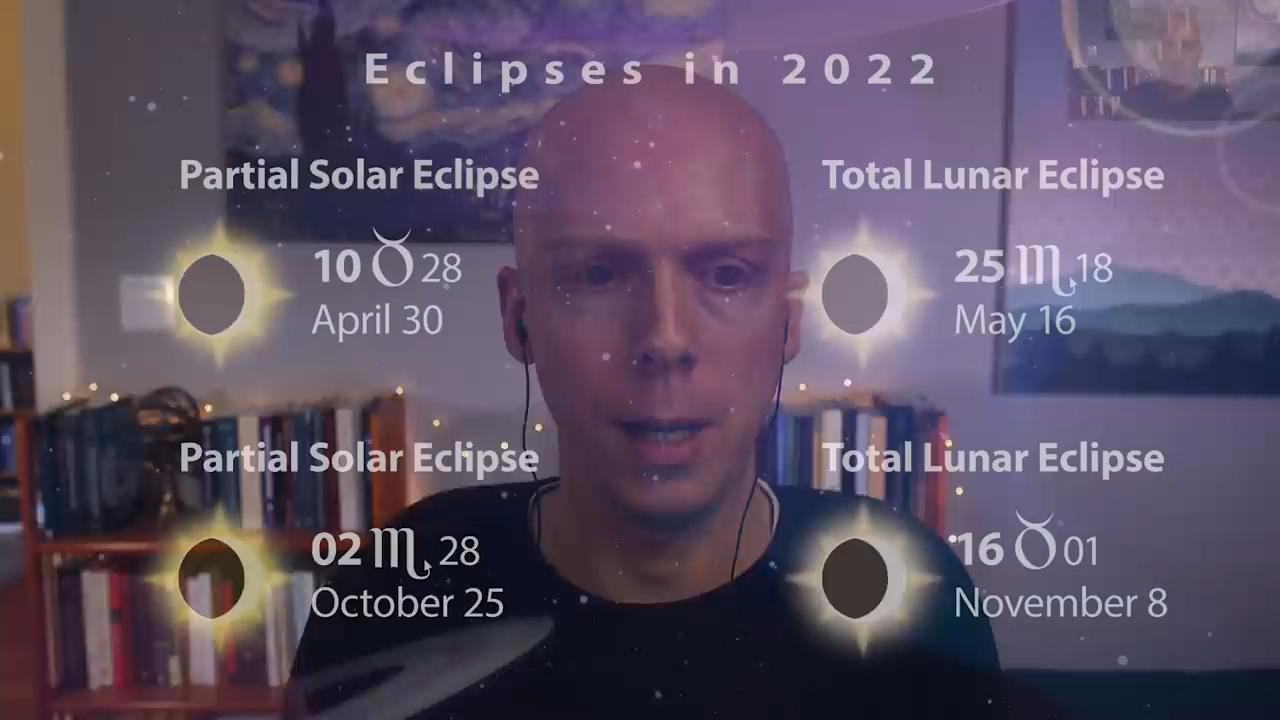 Eclipses in 2022
Partial Solar Eclipse
10 ♉ 28
April 30
Total Lunar Eclipse
25 ♏ 18
May 16
Partial Solar Eclipse
02 ♏ 28
October 25
Total Lunar Eclipse
16 ♉ 01
November 8